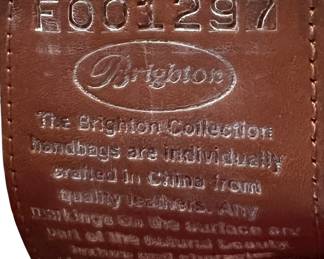 F001297
Brighton
The Brighton Collection
handbags are individually
crafted in China from
quality leathers. Any
markings on the surface are
part of the natural beauty,